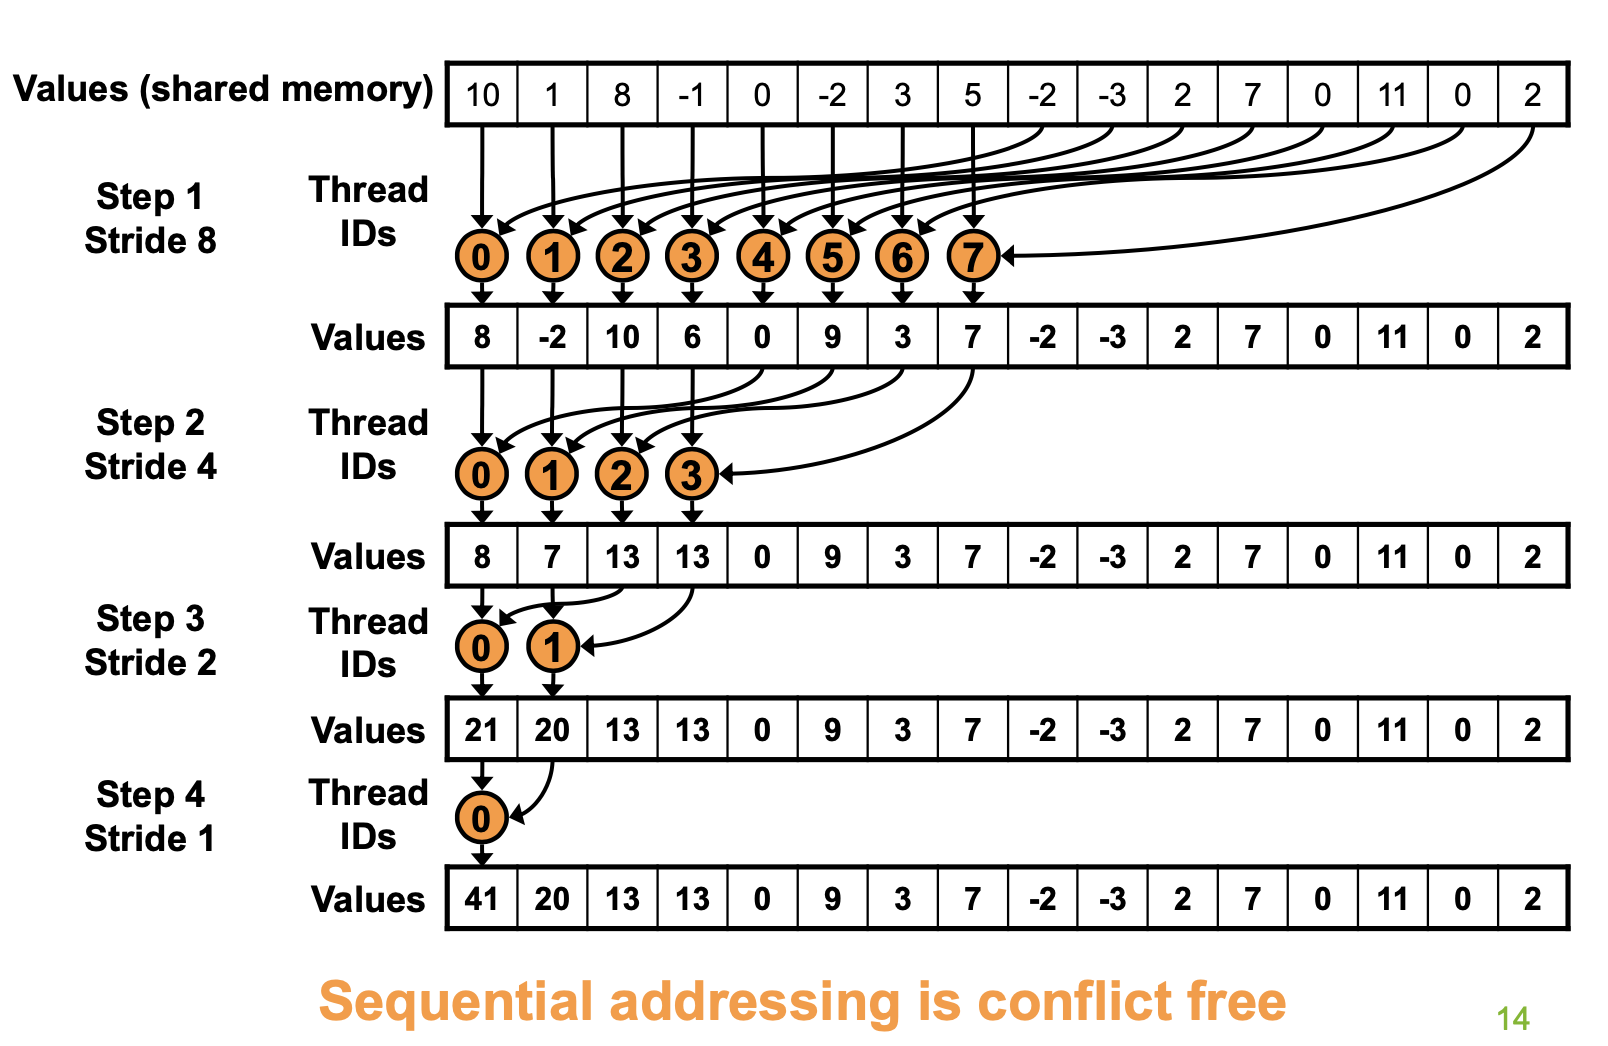 Values (shared memory) 10 1 8 -1 0 -2 3 5 -2 -3 2 7 0 11 0 2
Step 1 Thread
Stride 8 IDs
0 1 2 3 4 5 6 7
Values 8 -2 10 6 0 9 3 7 -2 -3 2 7 0 11 0 2
Step 2 Thread
Stride 4 IDs
0 1 2 3
Values 8 7 13 13 0 9 3 7 -2 -3 2 7 0 11 0 2
Step 3 Thread
Stride 2 IDs
0 1
Values 21 20 13 13 0 9 3 7 -2 -3 2 7 0 11 0 2
Step 4 Thread
Stride 1 IDs
0
Values 41 20 13 13 0 9 3 7 -2 -3 2 7 0 11 0 2
Sequential addressing is conflict free
14